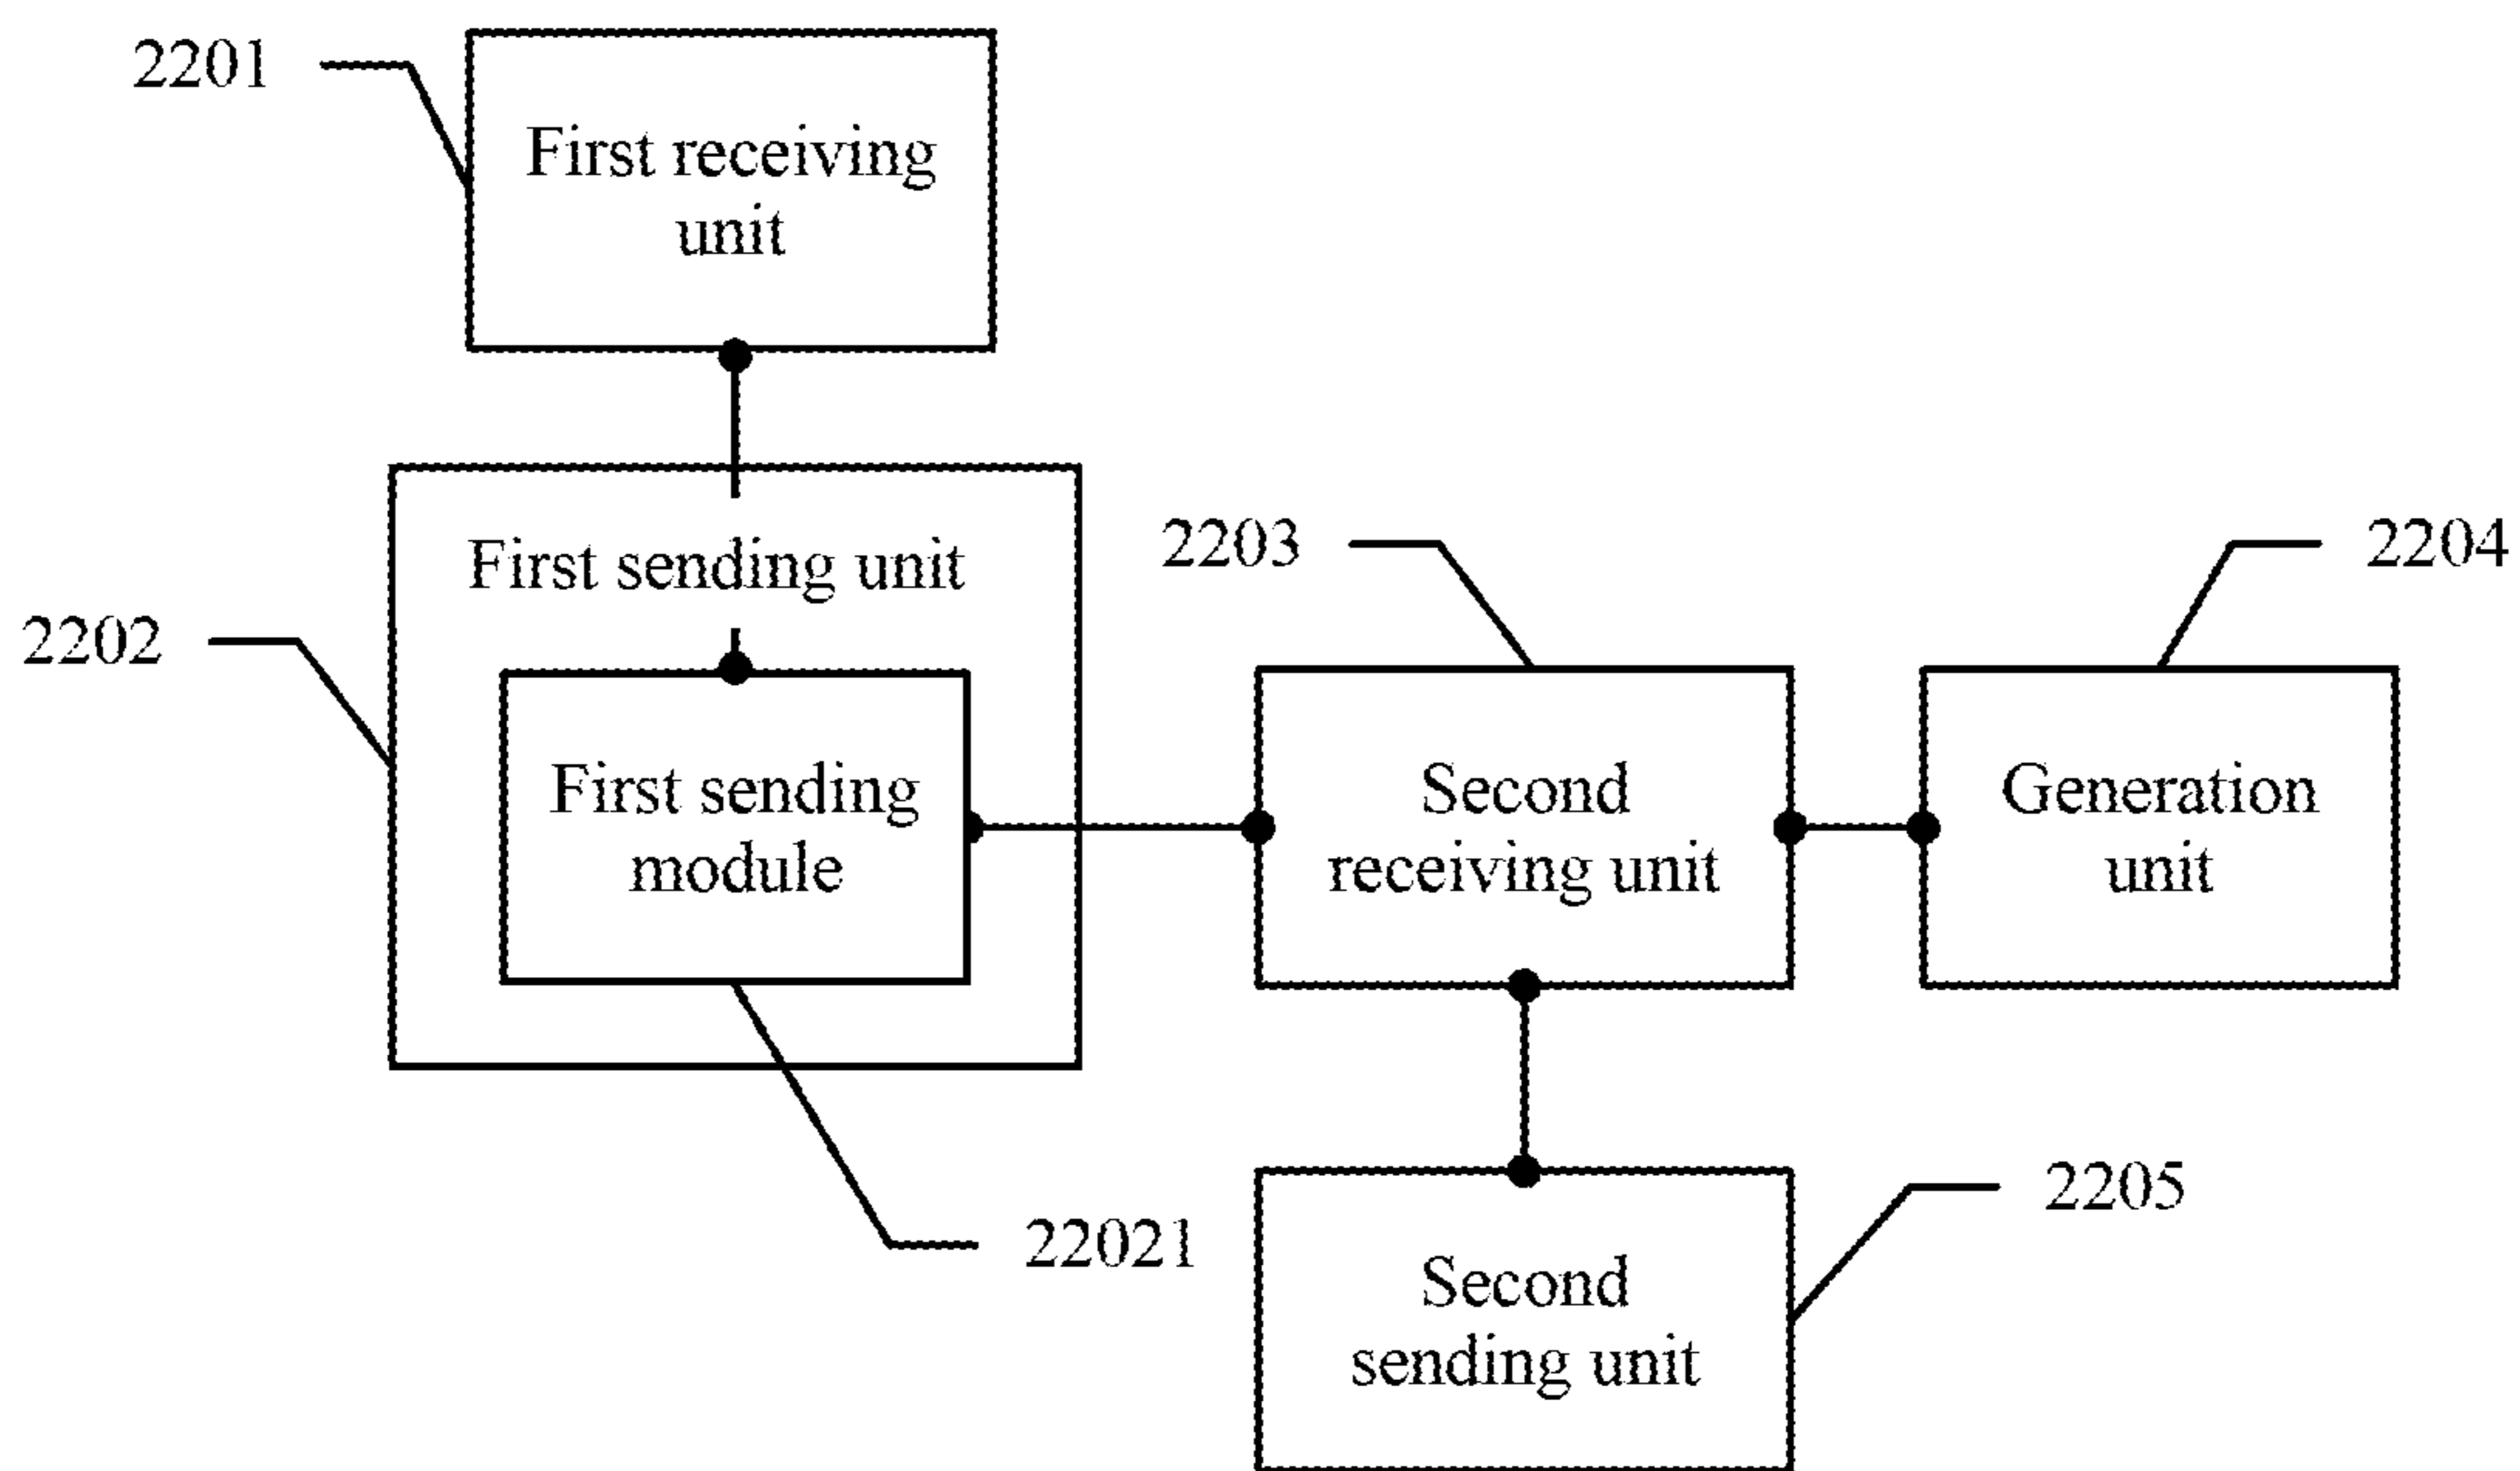 2201
First receiving
unit
First sending unit
2202
2203
2204
First sending
module
Second
receiving unit
Generation
unit
22021
2205
Second
sending unit